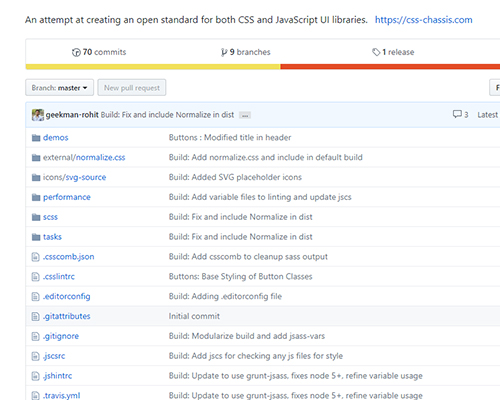 An attempt at creating an open standard for both CSS and JavaScript UI libraries. https://css-chassis.com
70 commits 9 branches 1 release
Branch: master New pull request F
geekman-rohit Build: Fix and include Normalize in dist ... 3 Latest
demos Buttons : Modified title in header
external/normalize.css Build: Add normalize.css and include in default build
icons/svg-source Build: Added SVG placeholder icons
performance Build: Add variable files to linting and update jscs
scss Build: Fix and include Normalize in dist
tasks Build: Fix and include Normalize in dist
.csscomb.json Build: Add csscomb to cleanup sass output
.csslintrc Buttons: Base Styling of Button Classes
.editorconfig Build: Adding .editorconfig file
.gitattributes Initial commit
.gitignore Build: Modularize build and add jsass-vars
.jscsrc Build: Add jscs for checking any js files for style
.jshintrc Build: Update to use grunt-jsass, fixes node 5+, refine variable usage
.travis.yml Build: Update to use grunt-jsass, fixes node 5+, refine variable usage